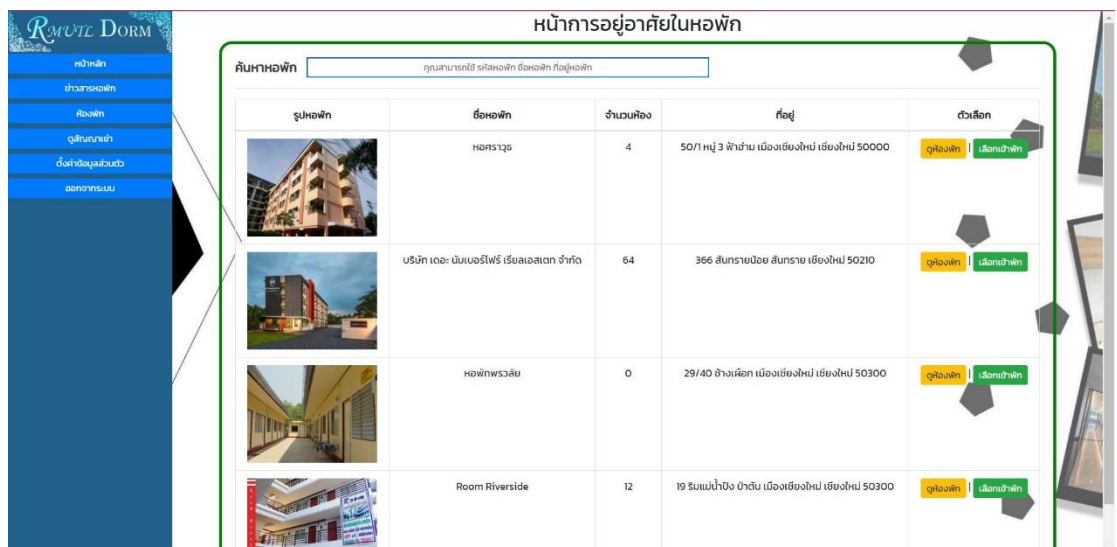 RMUTL DORM
หน้าหลัก
ข่าวสารหอพัก
ห้องพัก
ดูสัญญาเช่า
ตั้งค่าข้อมูลส่วนตัว
ออกจากระบบ
หน้าการอยู่อาศัยในหอพัก
ค้นหาหอพัก คุณสามารถใช้ รหัสหอพัก ชื่อหอพัก ที่อยู่หอพัก
รูปหอพัก ชื่อหอพัก จำนวนห้อง ที่อยู่ ตัวเลือก
หอศราวุธ 4 50/1 หมู่ 3 ฟ้าฮ่าม เมืองเชียงใหม่ เชียงใหม่ 50000 ดูห้องพัก | เลือกเข้าพัก
บริษัท เดอะ นัมเบอร์โฟร์ เรียลเอสเตท จำกัด 64 366 สันทรายน้อย สันทราย เชียงใหม่ 50210 ดูห้องพัก | เลือกเข้าพัก
หอพักพรวลัย 0 29/40 ช้างเผือก เมืองเชียงใหม่ เชียงใหม่ 50300 ดูห้องพัก | เลือกเข้าพัก
Room Riverside 12 19 ริมแม่น้ำปิง ป่าตัน เมืองเชียงใหม่ เชียงใหม่ 50300 ดูห้องพัก | เลือกเข้าพัก